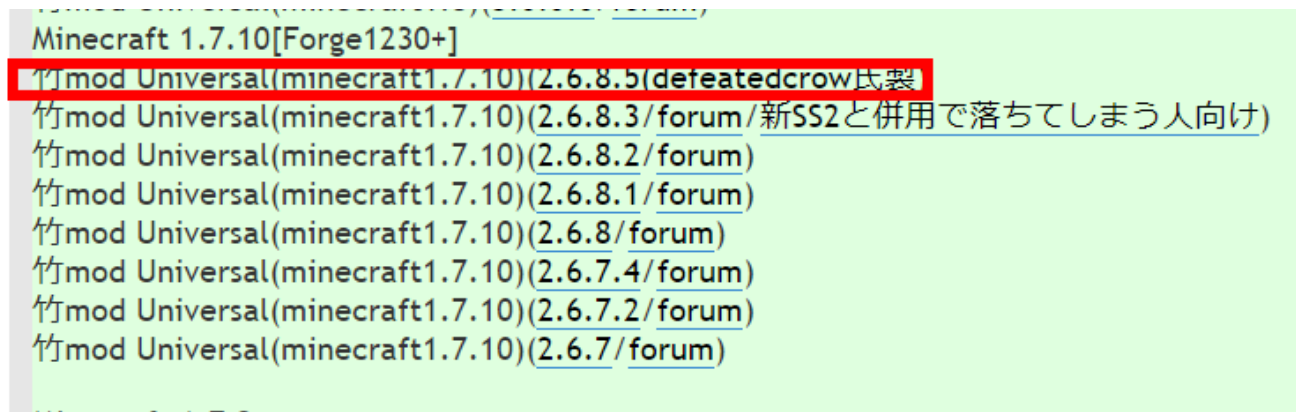 Minecraft 1.7.10[Forge1230+]
竹mod Universal(minecraft1.7.10)(2.6.8.5(defeatedcrow氏製)
竹mod Universal(minecraft1.7.10)(2.6.8.3/forum/新SS2と併用で落ちてしまう人向け)
竹mod Universal(minecraft1.7.10)(2.6.8.2/forum)
竹mod Universal(minecraft1.7.10)(2.6.8.1/forum)
竹mod Universal(minecraft1.7.10)(2.6.8/forum)
竹mod Universal(minecraft1.7.10)(2.6.7.4/forum)
竹mod Universal(minecraft1.7.10)(2.6.7.2/forum)
竹mod Universal(minecraft1.7.10)(2.6.7/forum)